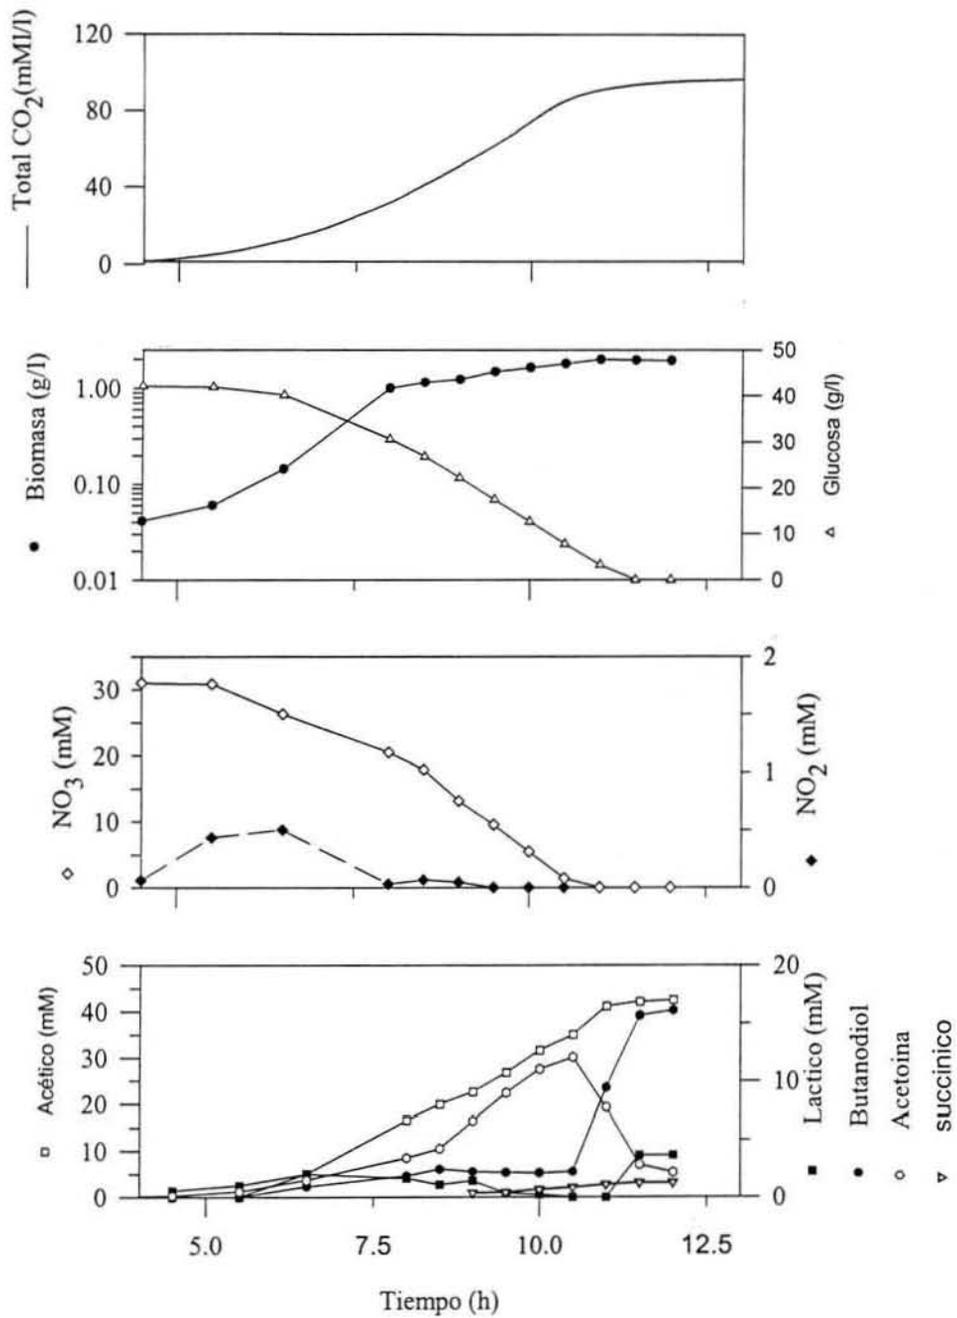 Total CO2(mMl/l)
120
80
40
0
Biomasa (g/l)
1.00
0.10
0.01
50
40
30
20
10
0
Glucosa (g/l)
NO3 (mM)
30
20
10
0
2
1
0
NO2 (mM)
Acético (mM)
50
40
30
20
10
0
20
10
0
Lactico (mM)
Butanodiol
Acetoina
succinico
5.0 7.5 10.0 12.5
Tiempo (h)